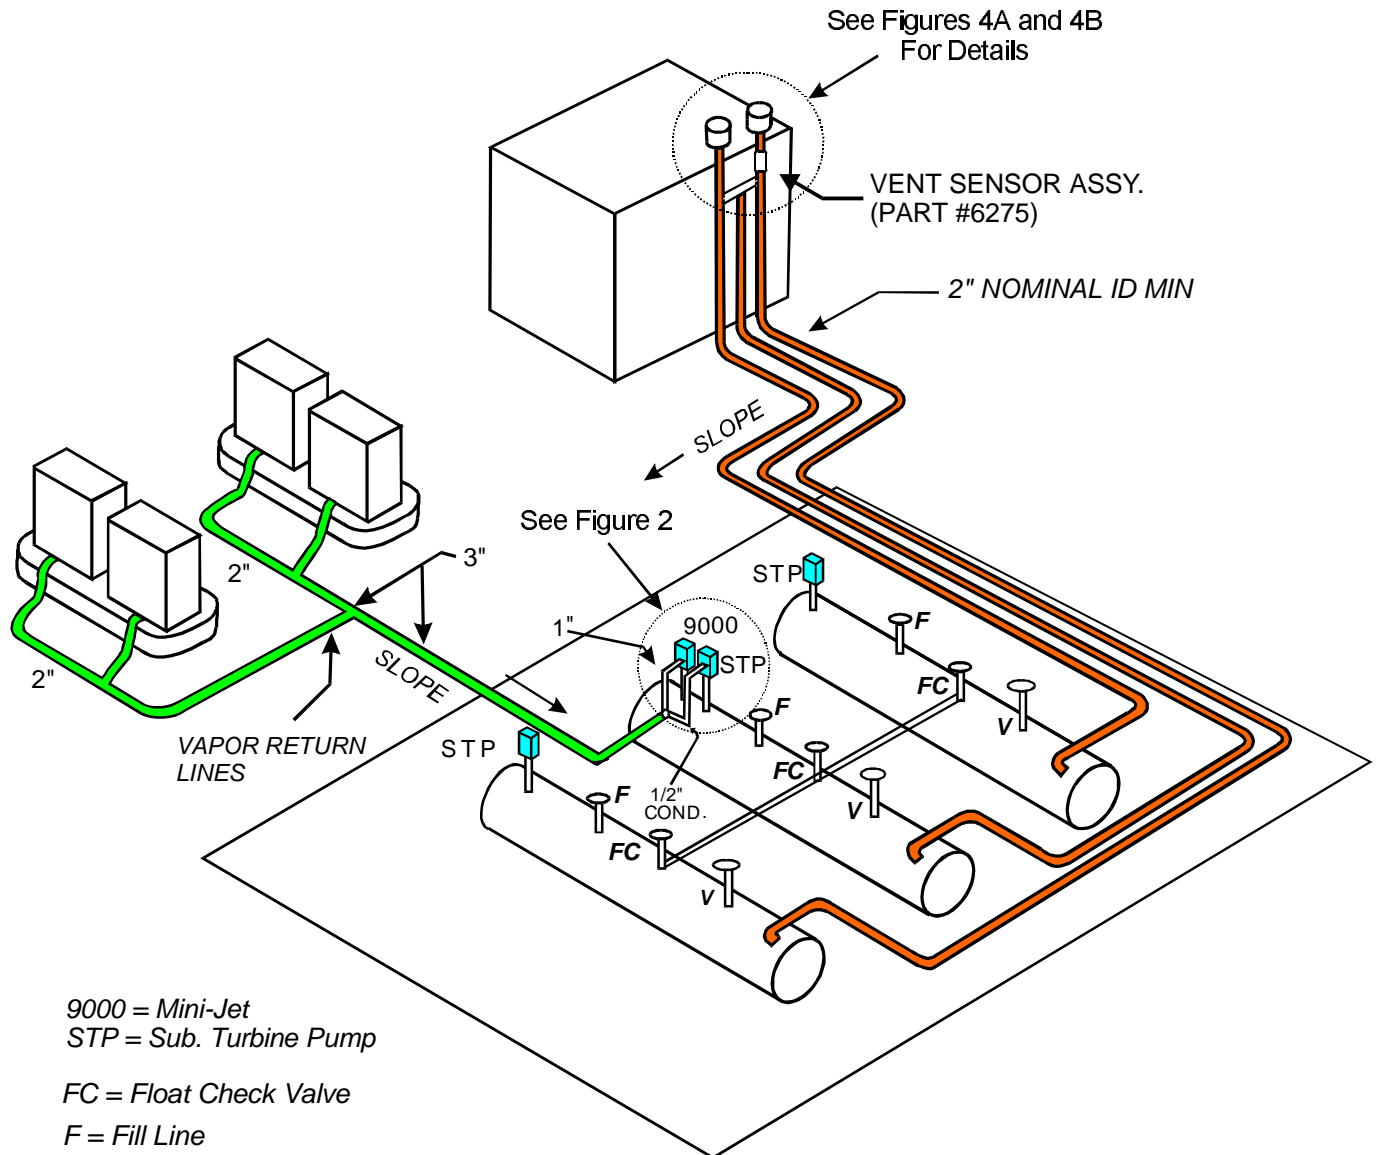 See Figures 4A and 4B
For Details
VENT SENSOR ASSY.
(PART #6275)
2" NOMINAL ID MIN
SLOPE
See Figure 2
3"
2"
STP
F
1"
9000
STP
FC
SLOPE
2"
V
F
VAPOR RETURN
LINES
STP
FC
1/2"
COND.
F
V
FC
V
9000 = Mini-Jet
STP = Sub. Turbine Pump
FC = Float Check Valve
F = Fill Line